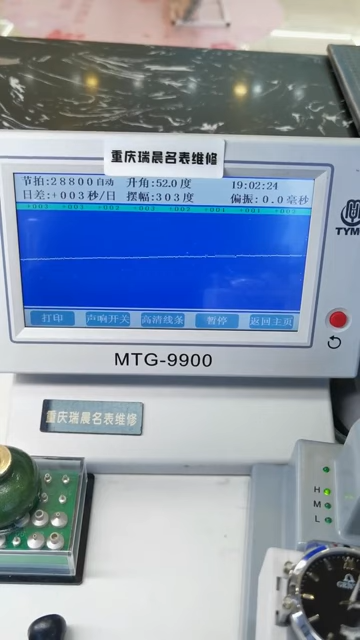 重庆瑞晨名表维修
节拍:28800自动 升角:52.0度 19:02:24
日差:+003秒/日 摆幅:303度 偏振:0.0毫秒
TYM
打印 声响开关 高清线条 暂停 返回主页
MTG-9900
重庆瑞晨名表维修
H
M
L